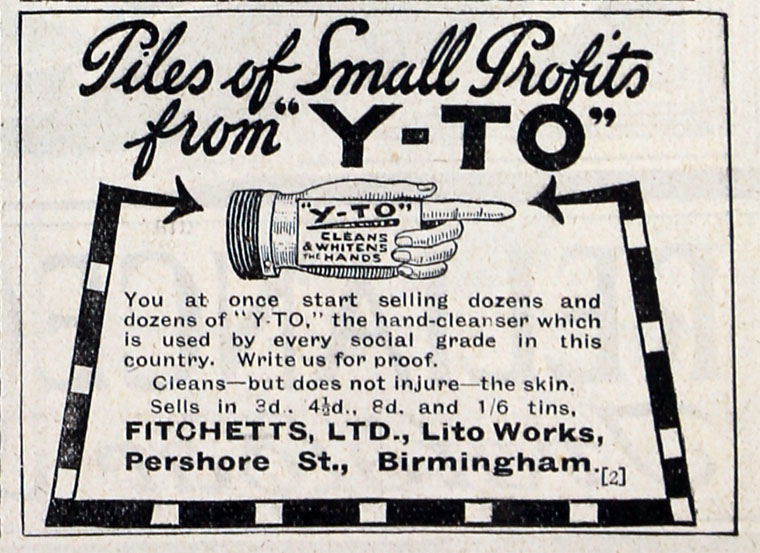 Piles of Small Profits
from "Y-TO"
"Y-TO"
CLEANS
& WHITENS
THE HANDS
You at once start selling dozens and
dozens of "Y-TO," the hand-cleanser which
is used by every social grade in this
country. Write us for proof.
Cleans—but does not injure—the skin.
Sells in 3d., 4½d., 8d. and 1/6 tins.
FITCHETTS, LTD., Lito Works,
Pershore St., Birmingham.
[2]